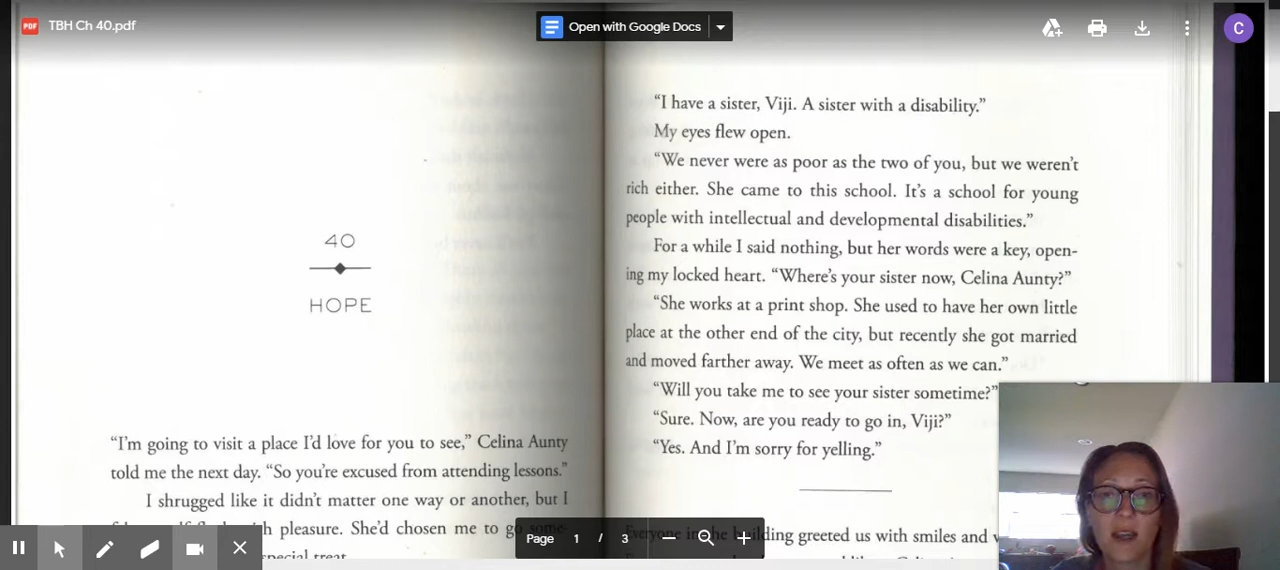 PDF
TBH Ch 40.pdf
Open with Google Docs
C
40
HOPE
“I'm going to visit a place I'd love for you to see,” Celina Aunty
told me the next day. “So you're excused from attending lessons.”
I shrugged like it didn't matter one way or another, but I
pleasure. She'd chosen me to go some-
special treat.
“I have a sister, Viji. A sister with a disability.”
My eyes flew open.
“We never were as poor as the two of you, but we weren't
rich either. She came to this school. It's a school for young
people with intellectual and developmental disabilities.”
For a while I said nothing, but her words were a key, open-
ing my locked heart. “Where's your sister now, Celina Aunty?”
“She works at a print shop. She used to have her own little
place at the other end of the city, but recently she got married
and moved farther away. We meet as often as we can.”
“Will you take me to see your sister sometime?”
“Sure. Now, are you ready to go in, Viji?”
“Yes. And I'm sorry for yelling.”
Everyone in the building greeted us with smiles and
Page 1 / 3